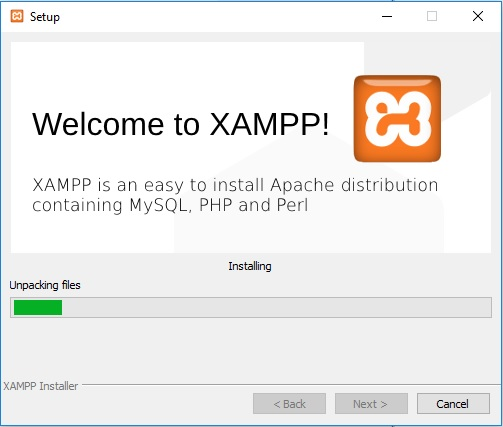 Setup
Welcome to XAMPP!
XAMPP is an easy to install Apache distribution
containing MySQL, PHP and Perl
Installing
Unpacking files
XAMPP Installer
< Back
Next >
Cancel